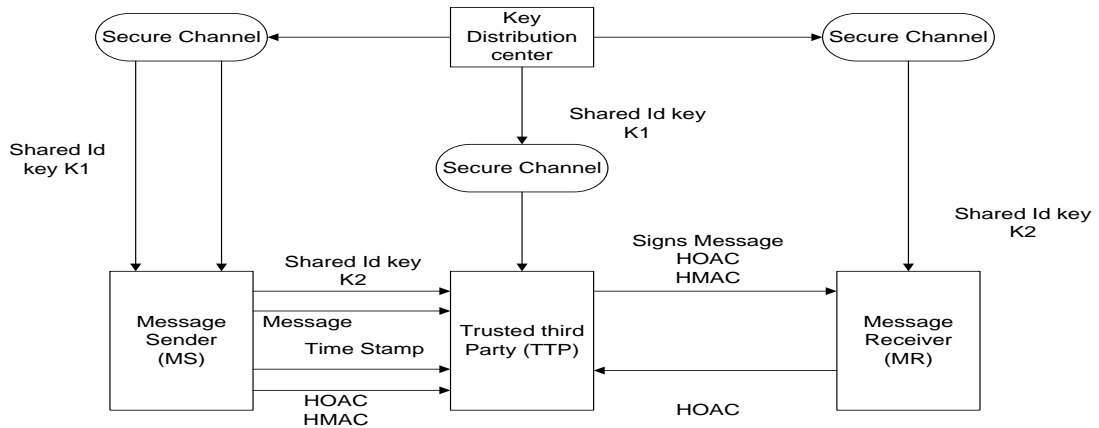 Key
Distribution
center
Secure Channel
Secure Channel
Shared Id key
K1
Shared Id
key K1
Secure Channel
Shared Id key
K2
Signs Message
HOAC
HMAC
Shared Id key
K2
Message
Sender
(MS)
Message
Time Stamp
HOAC
HMAC
Trusted third
Party (TTP)
Message
Receiver
(MR)
HOAC